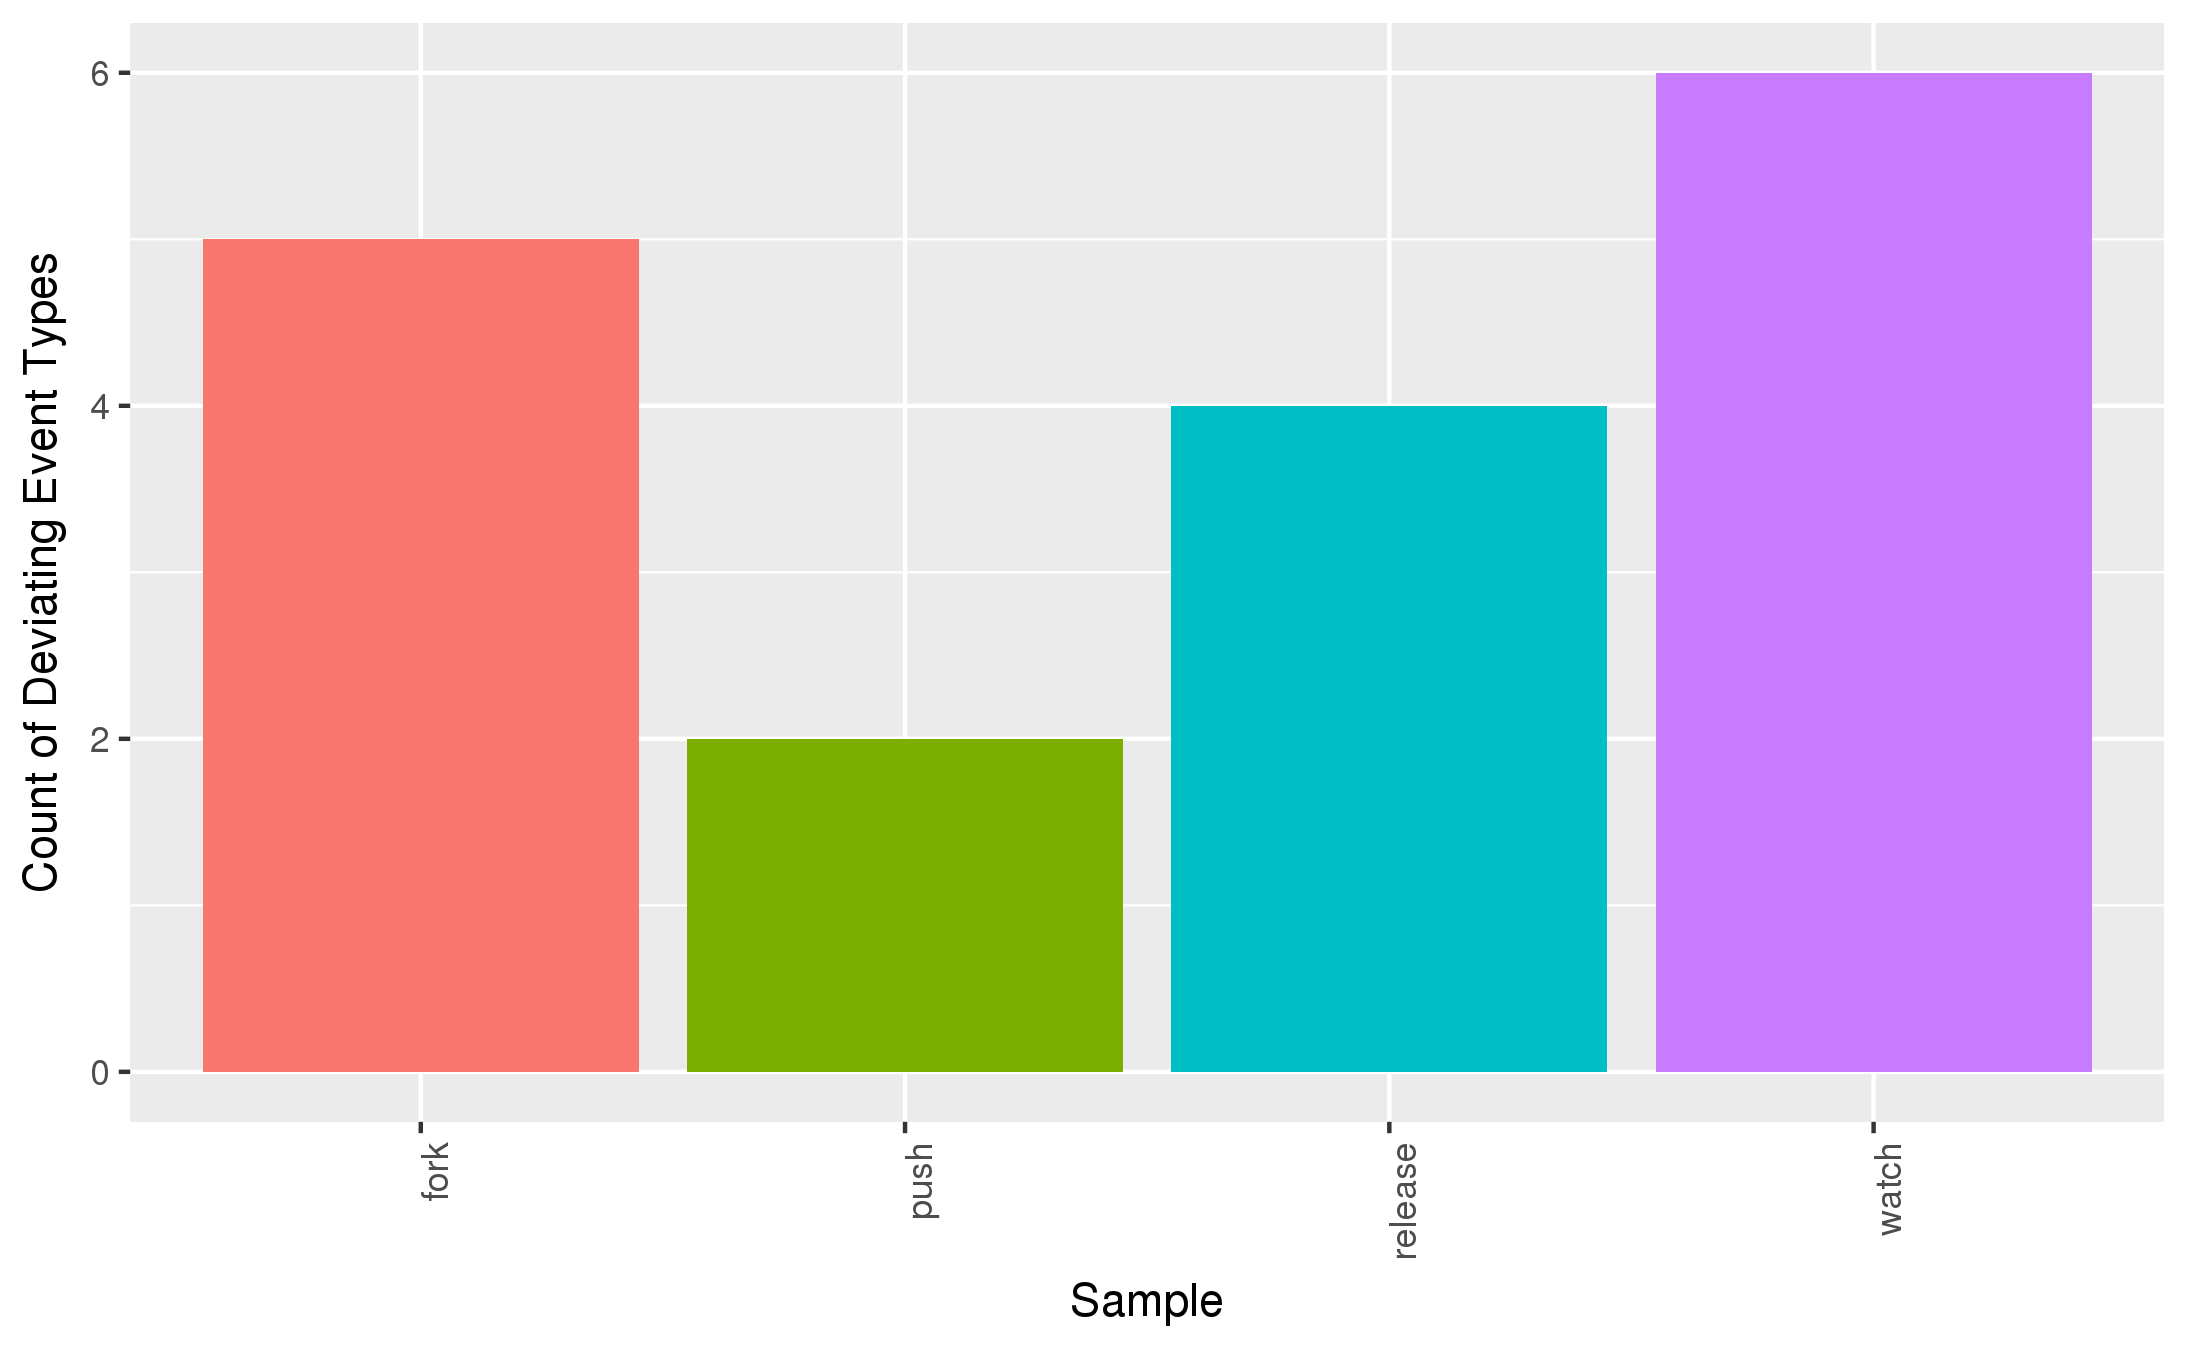 Count of Deviating Event Types
6
4
2
0
fork
push
release
watch
Sample